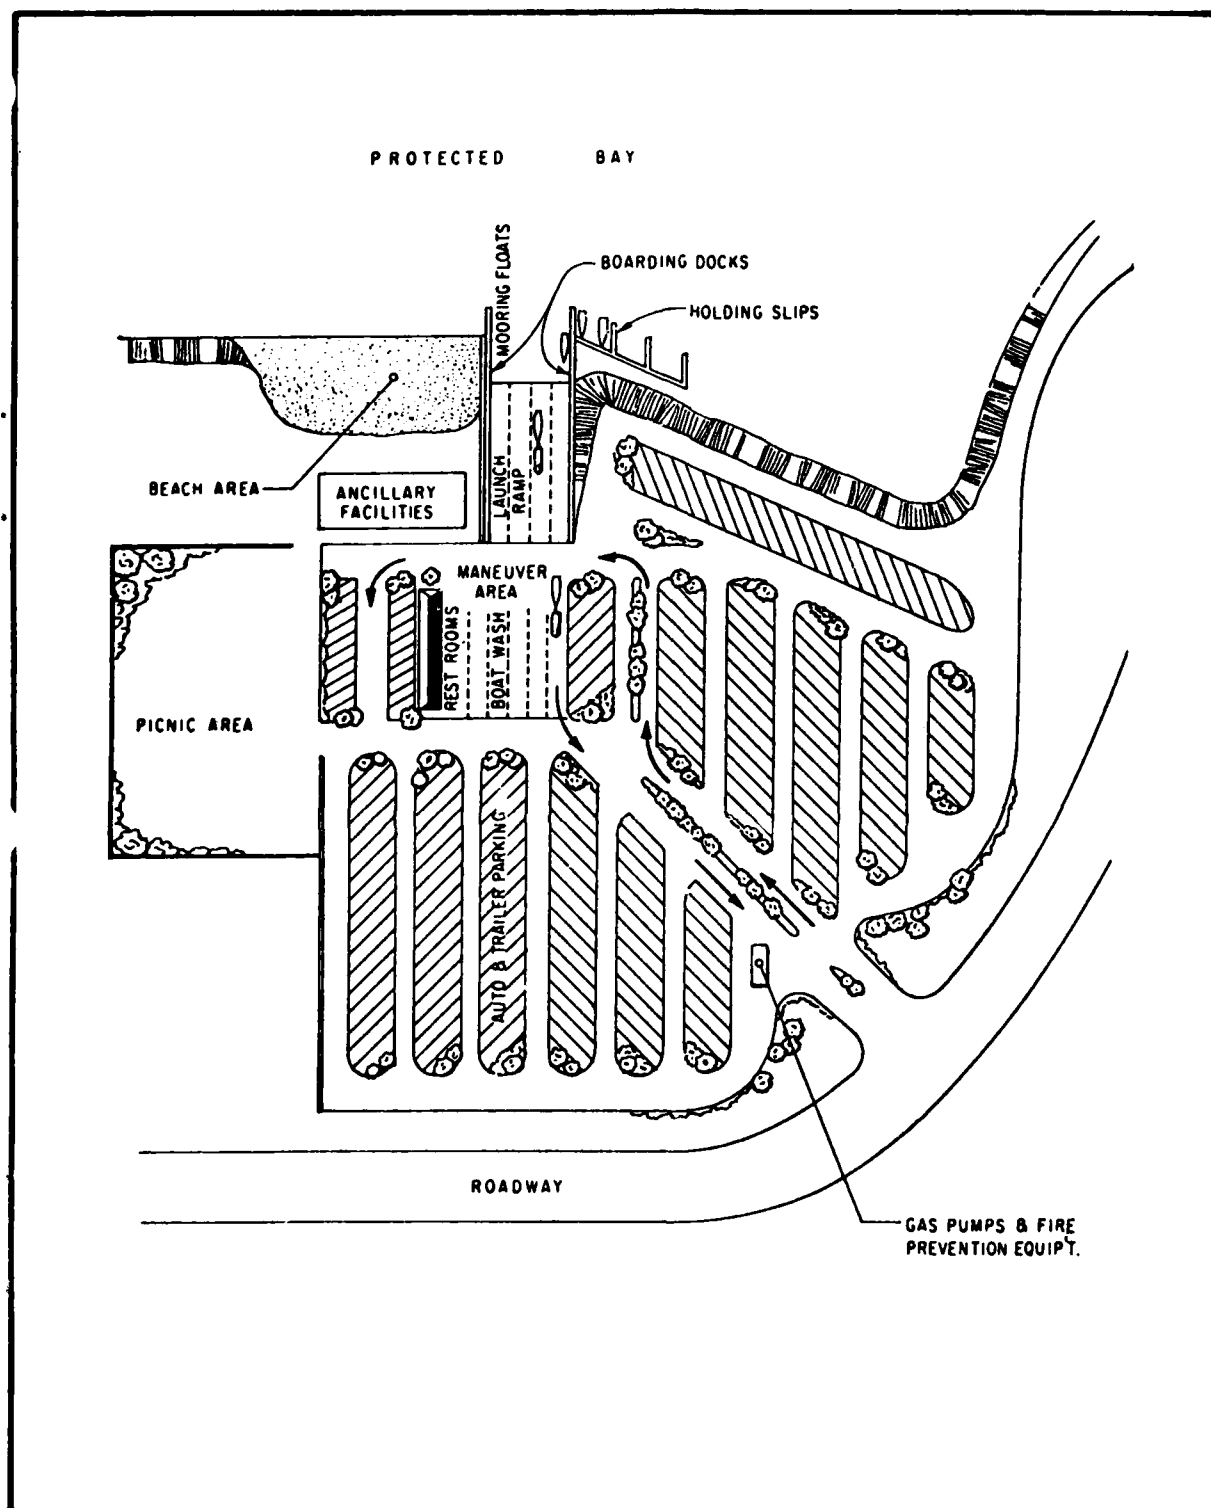 PROTECTED BAY
MOORING FLOATS
BOARDING DOCKS
HOLDING SLIPS
BEACH AREA
ANCILLARY
FACILITIES
LAUNCH
RAMP
MANEUVER
AREA
REST ROOMS
BOAT WASH
PICNIC AREA
AUTO & TRAILER PARKING
ROADWAY
GAS PUMPS & FIRE
PREVENTION EQUIP'T.